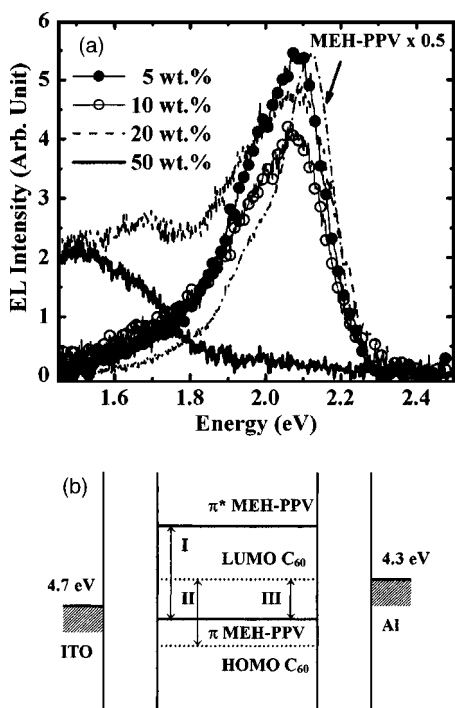 (a)
MEH-PPV x 0.5
5 wt.%
10 wt.%
20 wt.%
50 wt.%
EL Intensity (Arb. Unit)
6
5
4
3
2
1
0
1.6 1.8 2.0 2.2 2.4
Energy (eV)
(b)
π* MEH-PPV
I
LUMO C60
4.3 eV
4.7 eV
II
III
π MEH-PPV
Al
ITO
HOMO C60